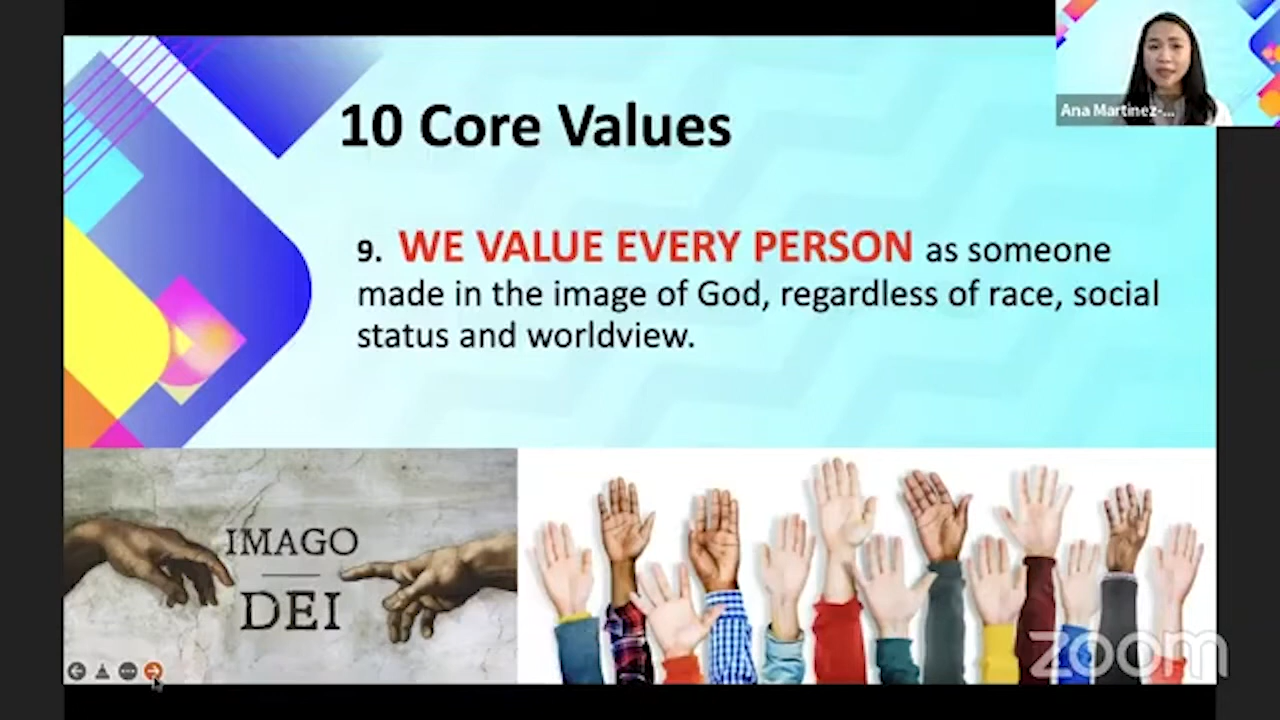 10 Core Values
Ana Martinez-...
9. WE VALUE EVERY PERSON as someone
made in the image of God, regardless of race, social
status and worldview.
IMAGO
DEI
zoom